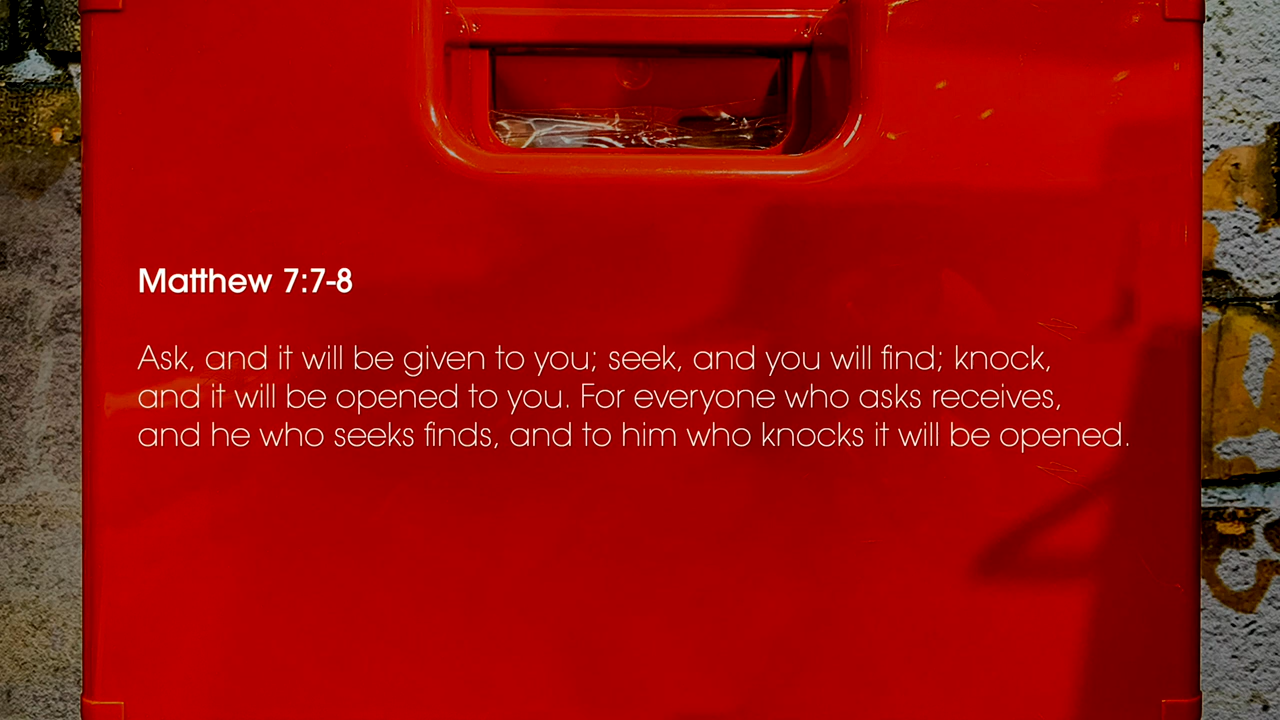 Matthew 7:7-8
Ask, and it will be given to you; seek, and you will find; knock,
and it will be opened to you. For everyone who asks receives,
and he who seeks finds, and to him who knocks it will be opened.